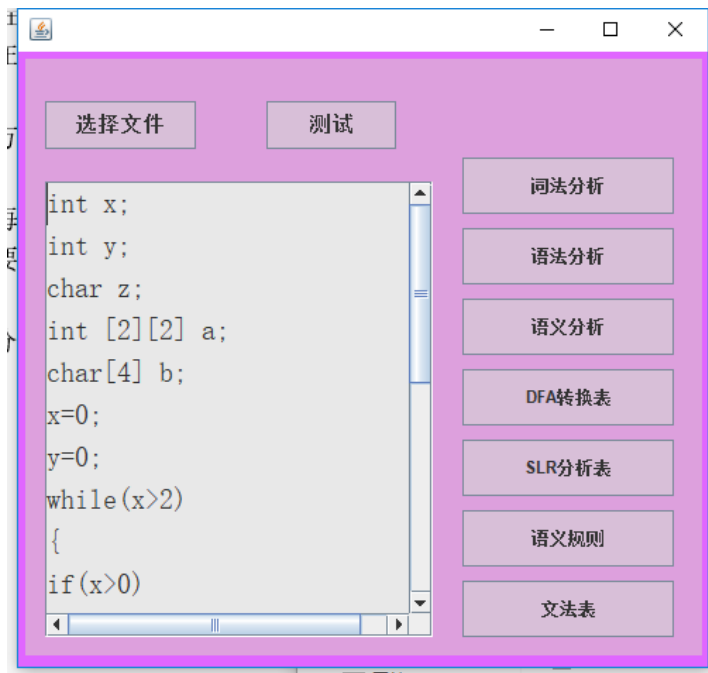 选择文件
测试
int x;
int y;
char z;
int [2][2] a;
char[4] b;
x=0;
y=0;
while(x>2)
{
if(x>0)
词法分析
语法分析
语义分析
DFA转换表
SLR分析表
语义规则
文法表